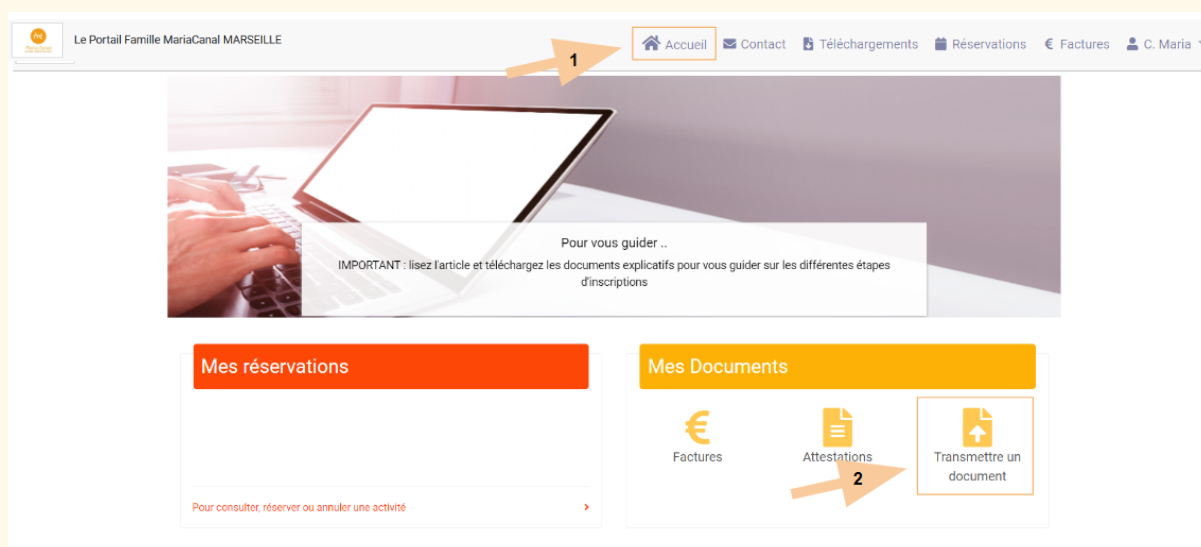 Le Portail Famille MariaCanal MARSEILLE
Accueil
Contact
Téléchargements
Réservations
€ Factures
C. Maria
1
Pour vous guider ..
IMPORTANT : lisez l'article et téléchargez les documents explicatifs pour vous guider sur les différentes étapes
d'inscriptions
Mes réservations
Pour consulter, réserver ou annuler une activité
Mes Documents
€
Factures
Attestations
Transmettre un
document
2